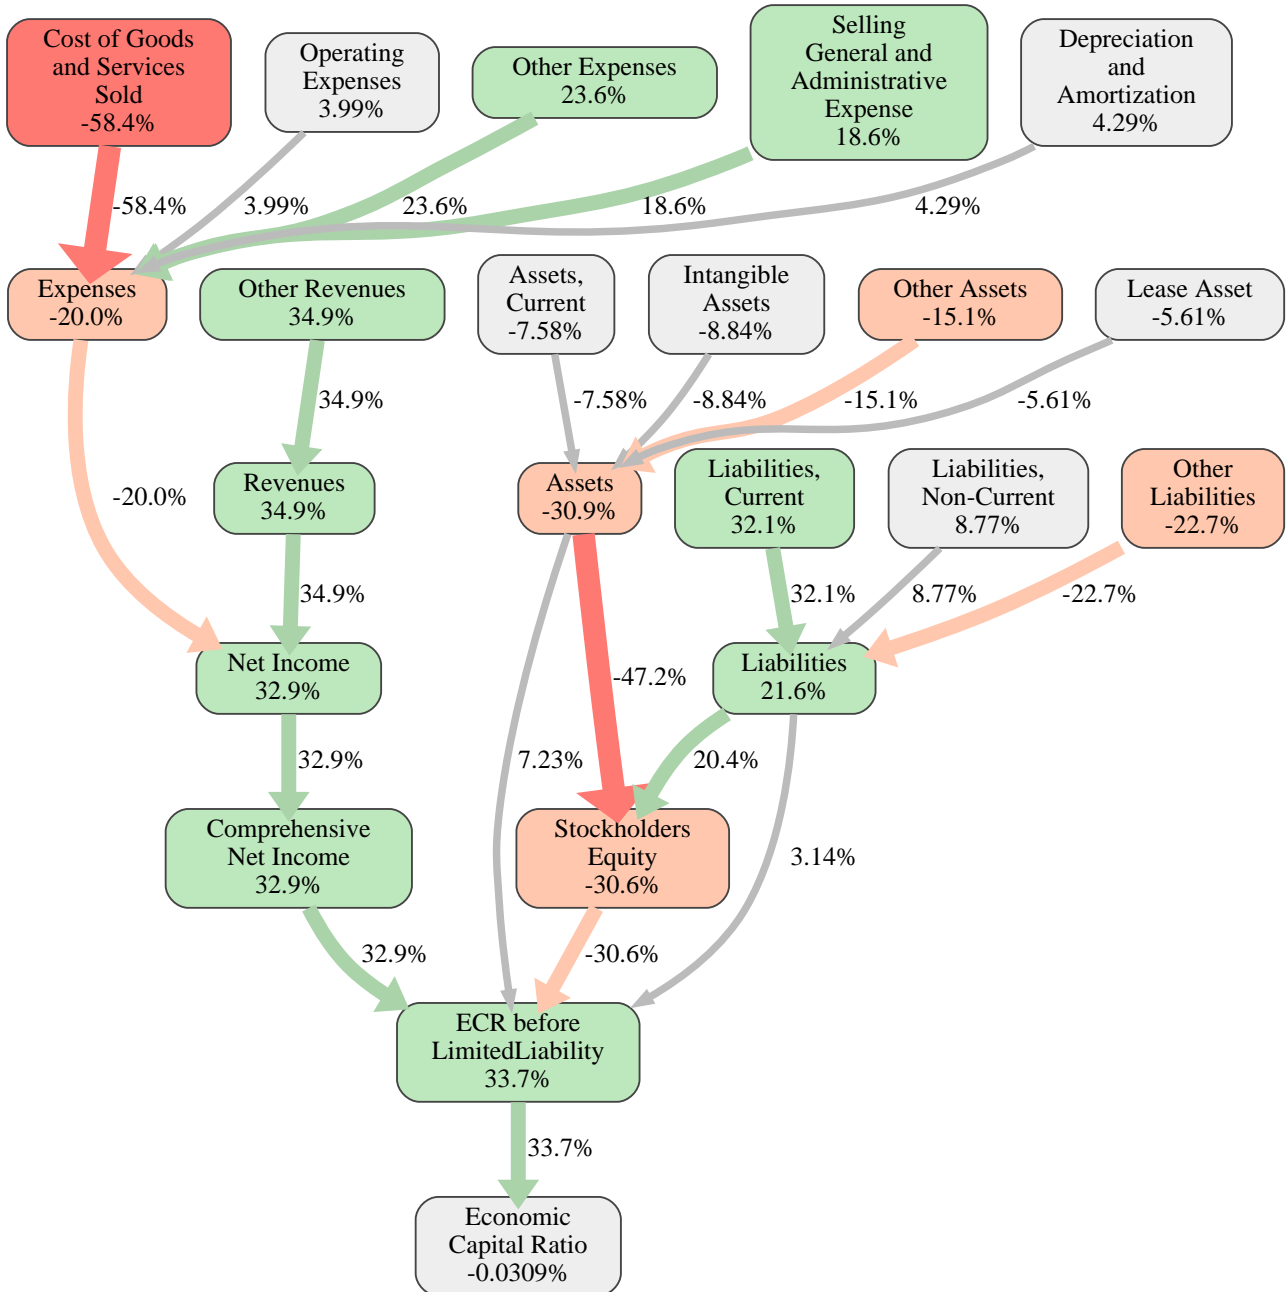 Cost of Goods
and Services
Sold
-58.4%
Operating
Expenses
3.99%
Other Expenses
23.6%
Selling
General and
Administrative
Expense
18.6%
Depreciation
and
Amortization
4.29%
-58.4%
3.99%
23.6%
18.6%
4.29%
Expenses
-20.0%
Other Revenues
34.9%
Assets,
Current
-7.58%
Intangible
Assets
-8.84%
Other Assets
-15.1%
Lease Asset
-5.61%
34.9%
-7.58%
-8.84%
-15.1%
-5.61%
-20.0%
Revenues
34.9%
Assets
-30.9%
Liabilities,
Current
32.1%
Liabilities,
Non-Current
8.77%
Other
Liabilities
-22.7%
34.9%
32.1%
8.77%
-22.7%
Net Income
32.9%
-47.2%
Liabilities
21.6%
32.9%
7.23%
20.4%
Comprehensive
Net Income
32.9%
Stockholders
Equity
-30.6%
3.14%
32.9%
-30.6%
ECR before
LimitedLiability
33.7%
33.7%
Economic
Capital Ratio
-0.0309%